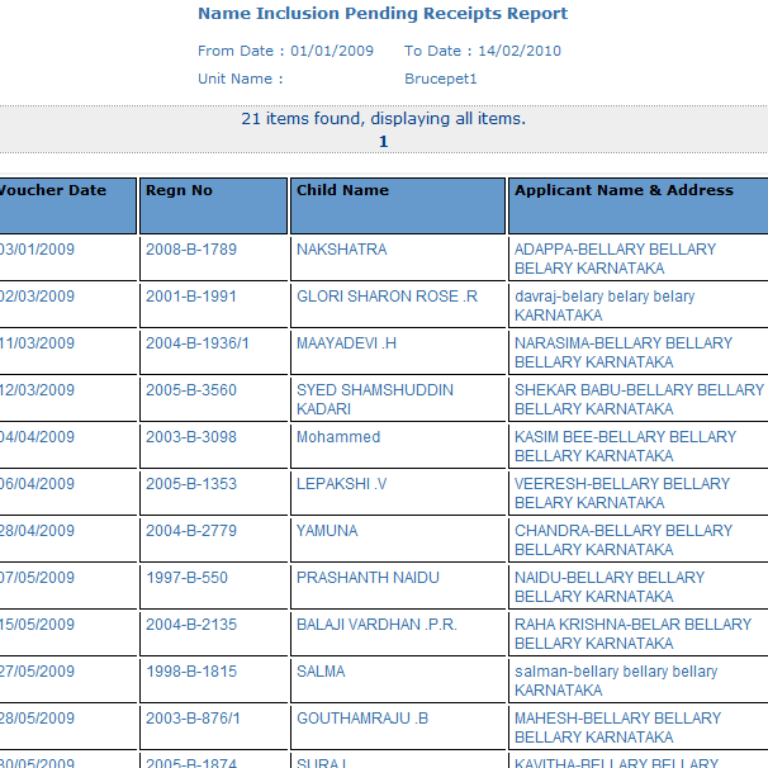 Name Inclusion Pending Receipts Report
From Date : 01/01/2009 To Date : 14/02/2010
Unit Name : Brucepet1
21 items found, displaying all items.
1
Voucher Date Regn No Child Name Applicant Name & Address
03/01/2009 2008-B-1789 NAKSHATRA ADAPPA-BELLARY BELLARY
BELARY KARNATAKA
02/03/2009 2001-B-1991 GLORI SHARON ROSE .R davraj-belary belary belary
KARNATAKA
11/03/2009 2004-B-1936/1 MAAYADEVI .H NARASIMA-BELLARY BELLARY
BELLARY KARNATAKA
12/03/2009 2005-B-3560 SYED SHAMSHUDDIN SHEKAR BABU-BELLARY BELLARY
KADARI BELLARY KARNATAKA
04/04/2009 2003-B-3098 Mohammed KASIM BEE-BELLARY BELLARY
BELLARY KARNATAKA
06/04/2009 2005-B-1353 LEPAKSHI .V VEERESH-BELLARY BELLARY
BELARY KARNATAKA
28/04/2009 2004-B-2779 YAMUNA CHANDRA-BELLARY BELLARY
BELLARY KARNATAKA
07/05/2009 1997-B-550 PRASHANTH NAIDU NAIDU-BELLARY BELLARY
BELLARY KARNATAKA
15/05/2009 2004-B-2135 BALAJI VARDHAN .P.R. RAHA KRISHNA-BELAR BELLARY
BELLARY KARNATAKA
27/05/2009 1998-B-1815 SALMA salman-bellary bellary bellary
KARNATAKA
28/05/2009 2003-B-876/1 GOUTHAMRAJU .B MAHESH-BELLARY BELLARY
BELLARY KARNATAKA
30/05/2009 2005-B-1874 KAVITHA-BELLARY BELLARY